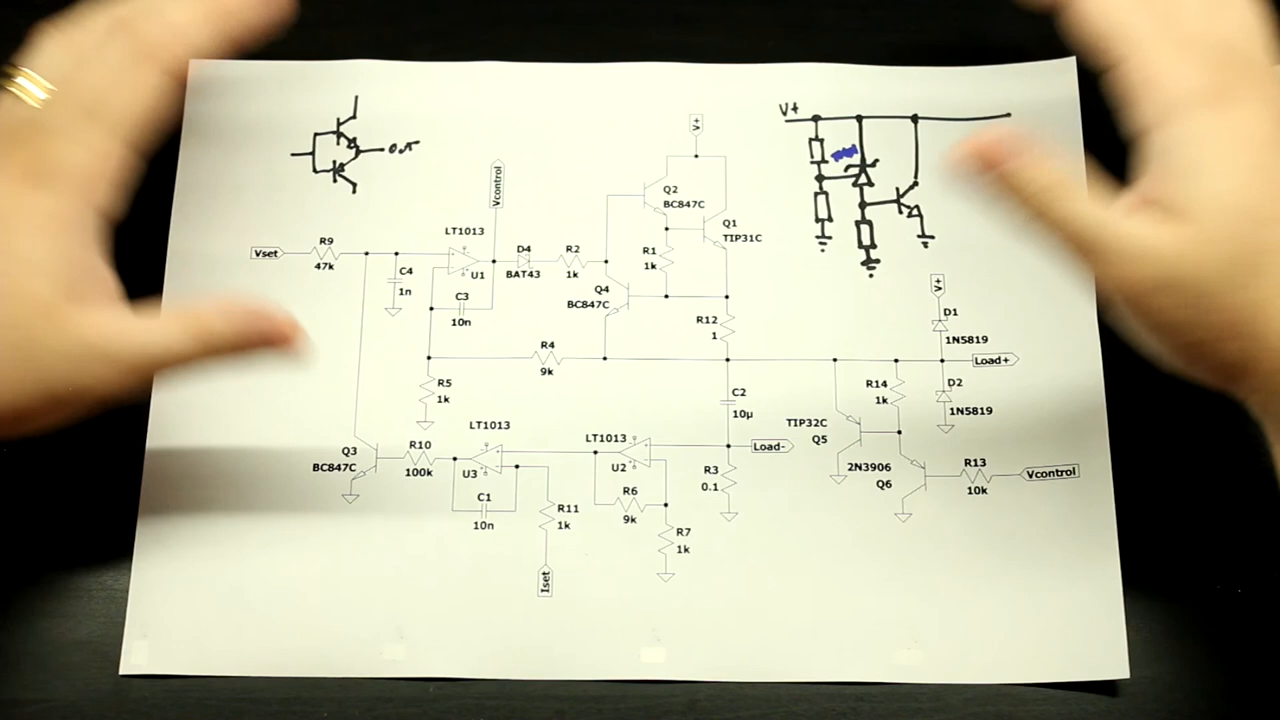 V+
out
V+
Vcontrol
Q2
BC847C
Q1
TIP31C
LT1013
U1
Vset
R9
47k
C4
1n
C3
10n
D4
BAT43
R2
1k
R1
1k
Q4
BC847C
R12
1
V+
D1
1N5819
R4
9k
Load+
R5
1k
C2
10µ
R14
1k
D2
1N5819
TIP32C
Q5
LT1013
U3
LT1013
U2
Load-
Q3
BC847C
R10
100k
R3
0.1
2N3906
Q6
R13
10k
Vcontrol
C1
10n
R11
1k
R6
9k
R7
1k
Iset